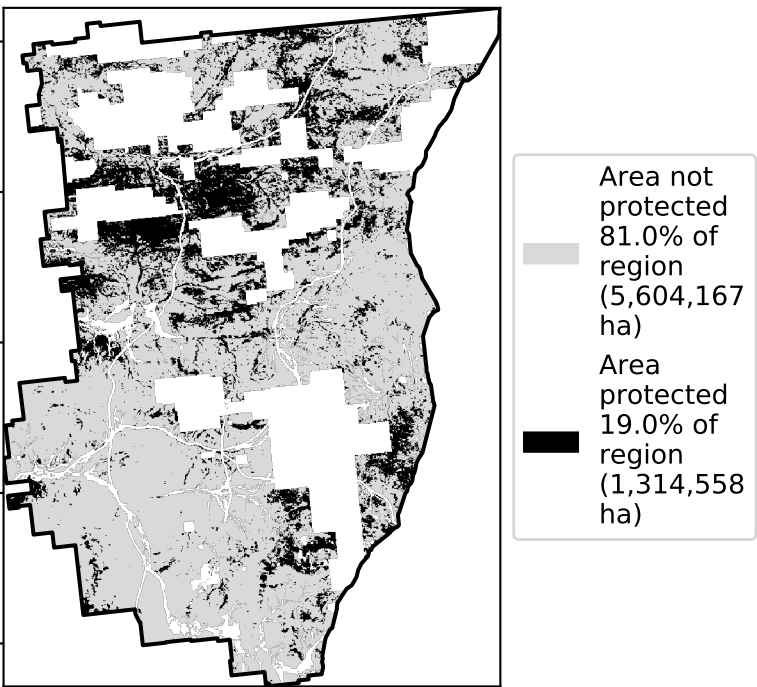 Area not
protected
81.0% of
region
(5,604,167
ha)
Area
protected
19.0% of
region
(1,314,558
ha)